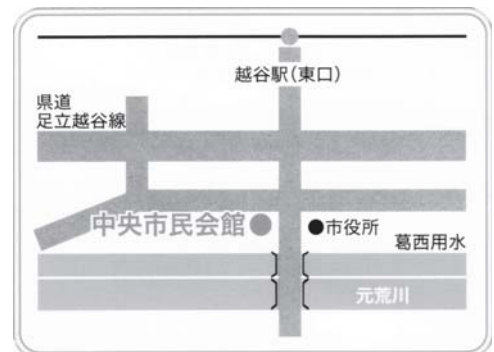 越谷駅（東口）
県道
足立越谷線
中央市民会館
市役所
葛西用水
元荒川